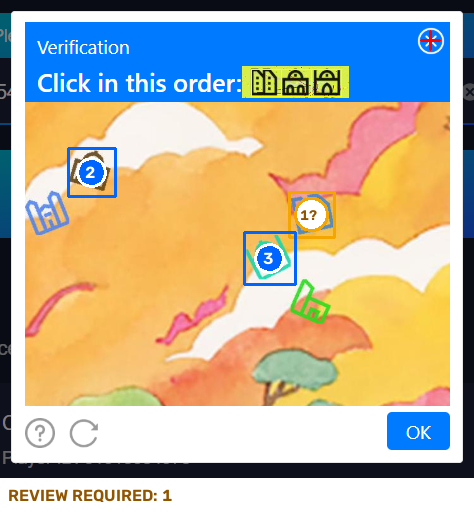 Verification
Click in this order:
2
1?
3
OK
REVIEW REQUIRED: 1